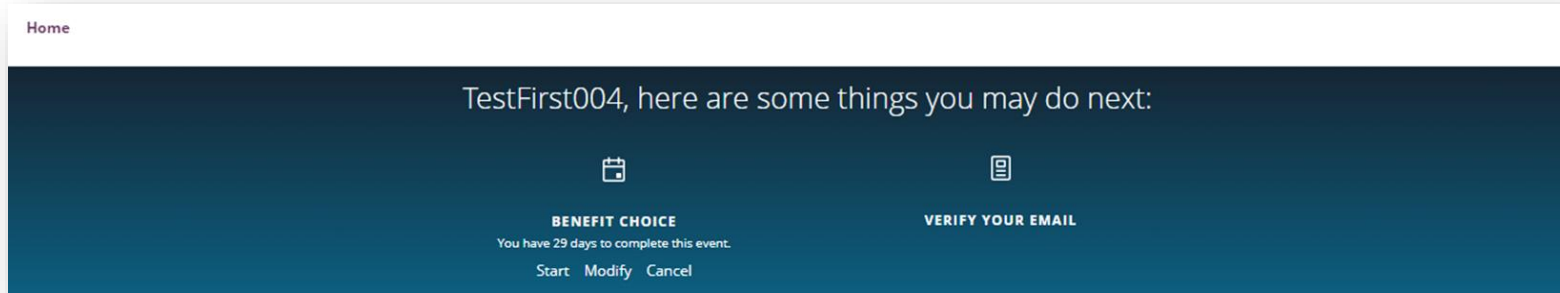 Home
TestFirst004, here are some things you may do next:
BENEFIT CHOICE
You have 29 days to complete this event.
Start Modify Cancel
VERIFY YOUR EMAIL